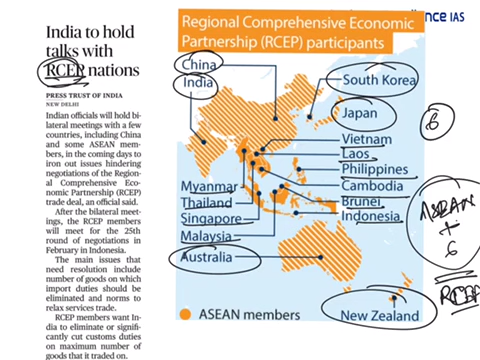 India to hold
talks with
RCEP nations
PRESS TRUST OF INDIA
NEW DELHI
Indian officials will hold bi-
lateral meetings with a few
countries, including China
and some ASEAN mem-
bers, in the coming days to
iron out issues hindering
negotiations of the Region-
al Comprehensive Eco-
nomic Partnership (RCEP)
trade deal, an official said.
After the bilateral meet-
ings, the RCEP members
will meet for the 25th
round of negotiations in
February in Indonesia.
The main issues that
need resolution include
number of goods on which
import duties should be
eliminated and norms to
relax services trade.
RCEP members want In-
dia to eliminate or signific-
antly cut customs duties
on maximum number of
goods that it traded on.
IAS
Regional Comprehensive Economic
Partnership (RCEP) participants
China
India
South Korea
Japan
Vietnam
Laos
Philippines
Cambodia
Brunei
Indonesia
Myanmar
Thailand
Singapore
Malaysia
Australia
New Zealand
ASEAN members
6
ASEAN
+
6
RCEP